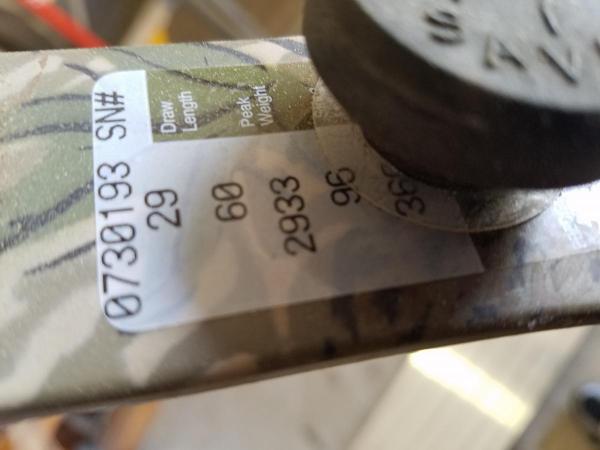 0730193 SN#
Draw
Length
29
Peak
Weight
60
2933
96